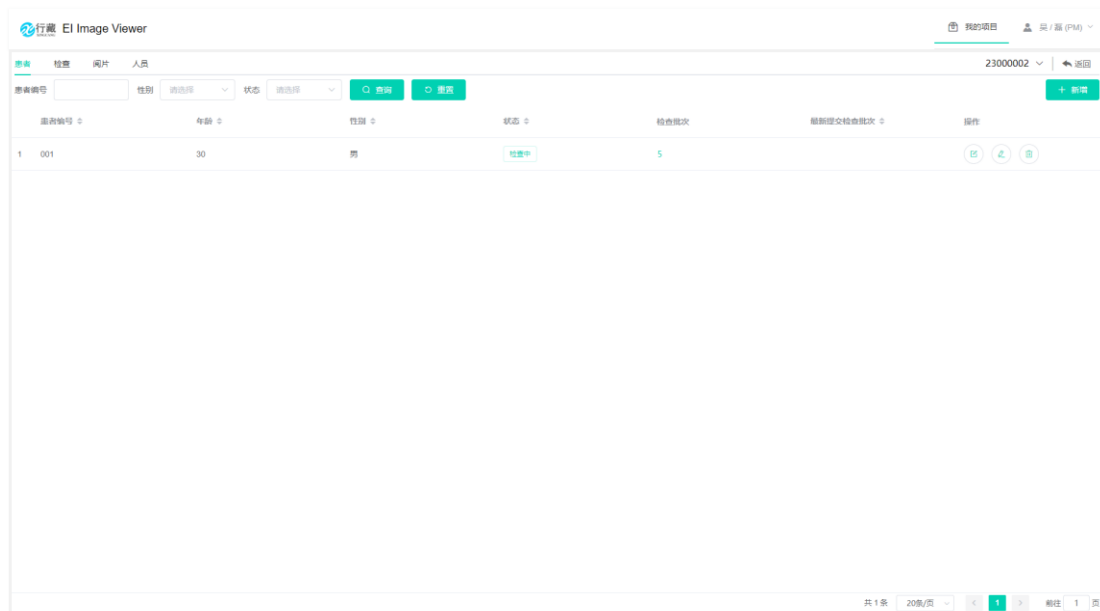 行藏 EI Image Viewer 我的项目 吴 / 磊 (PM)
患者 检查 阅片 人员 23000002 返回
患者编号 性别 请选择 状态 请选择 查询 重置 + 新增
患者编号 年龄 性别 状态 检查批次 最新提交检查批次 操作
1 001 30 男 检查中 5
共 1 条 20条/页 < 1 > 前往 1 页